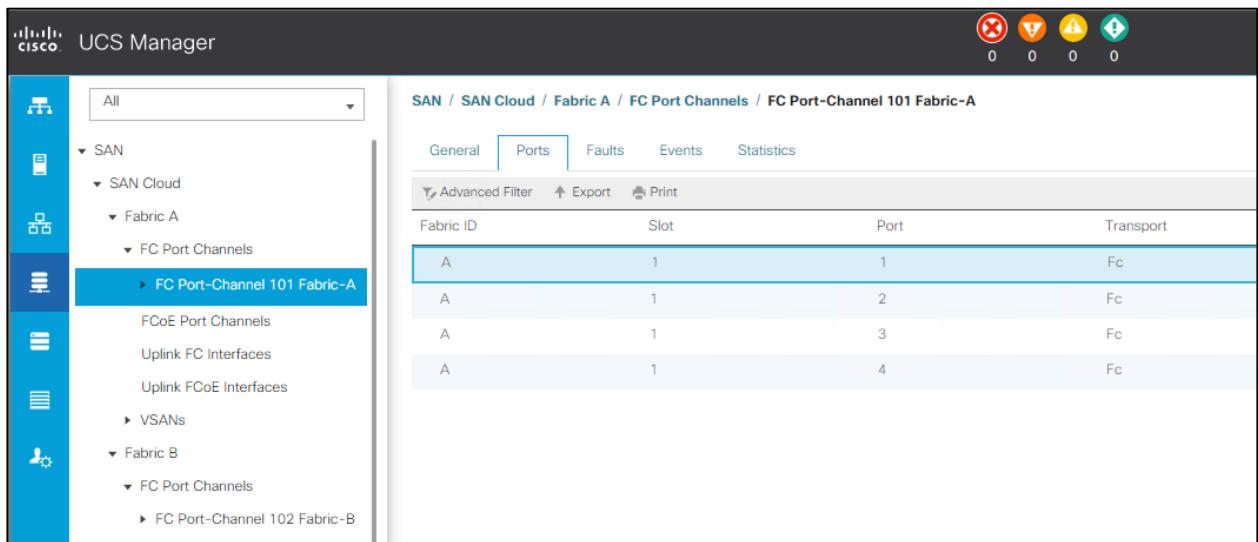 cisco. UCS Manager
0 0 0 0
All
SAN / SAN Cloud / Fabric A / FC Port Channels / FC Port-Channel 101 Fabric-A
SAN
SAN Cloud
Fabric A
FC Port Channels
FC Port-Channel 101 Fabric-A
FCoE Port Channels
Uplink FC Interfaces
Uplink FCoE Interfaces
VSANs
Fabric B
FC Port Channels
FC Port-Channel 102 Fabric-B
General Ports Faults Events Statistics
Advanced Filter Export Print
Fabric ID Slot Port Transport
A 1 1 Fc
A 1 2 Fc
A 1 3 Fc
A 1 4 Fc